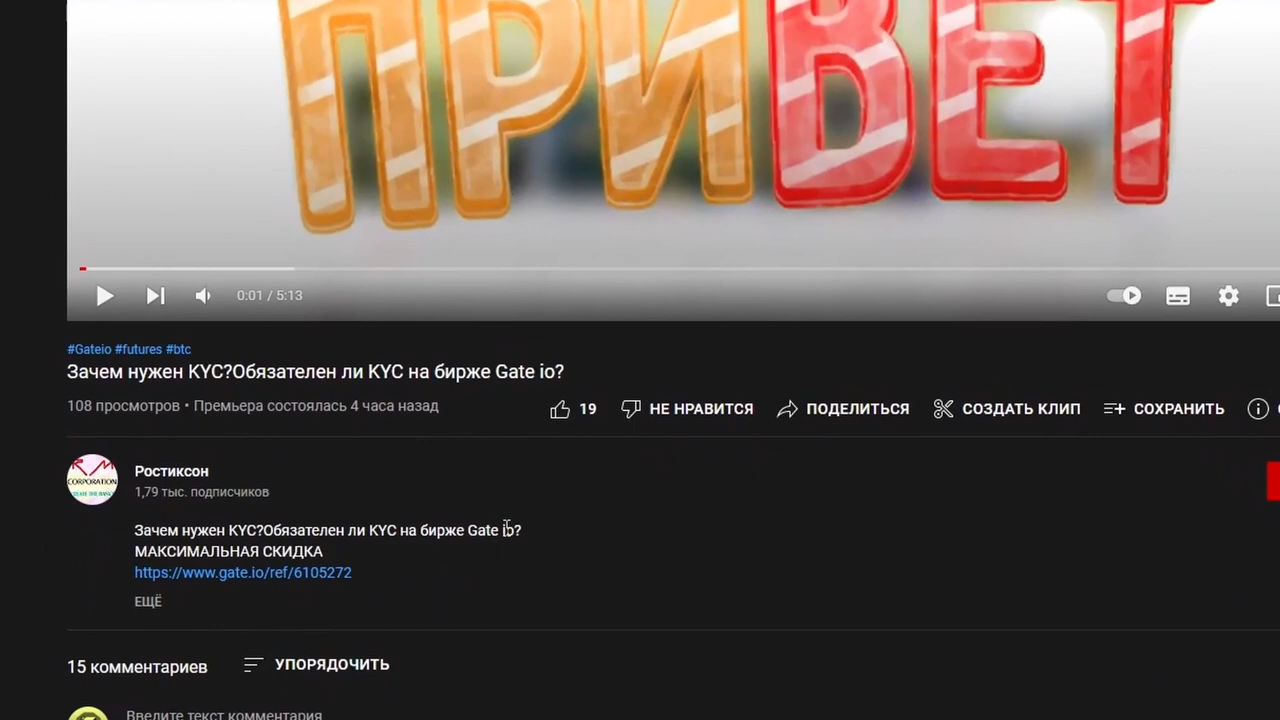 ПРИВЕТ
0:01 / 5:13
#Gateio #futures #btc
Зачем нужен KYC?Обязателен ли KYC на бирже Gate io?
108 просмотров • Премьера состоялась 4 часа назад
19
НЕ НРАВИТСЯ
ПОДЕЛИТЬСЯ
СОЗДАТЬ КЛИП
СОХРАНИТЬ
CORPORATION
Ростиксон
1,79 тыс. подписчиков
Зачем нужен KYC?Обязателен ли KYC на бирже Gate io?
МАКСИМАЛЬНАЯ СКИДКА
https://www.gate.io/ref/6105272
ЕЩЁ
15 комментариев
УПОРЯДОЧИТЬ
Введите текст комментария